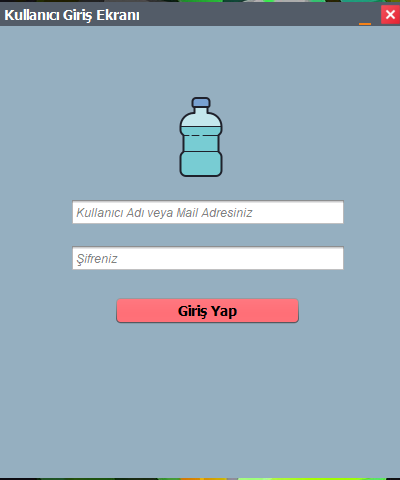 Kullanıcı Giriş Ekranı
Kullanıcı Adı veya Mail Adresiniz
Şifreniz
Giriş Yap